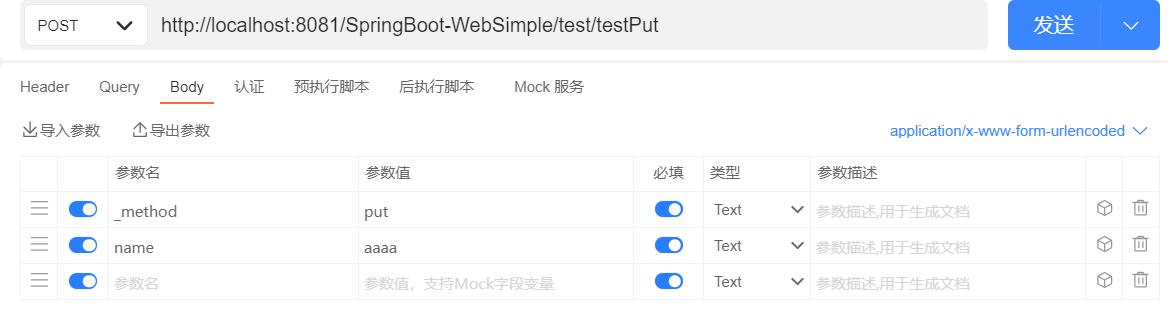 POST http://localhost:8081/SpringBoot-WebSimple/test/testPut 发送
Header Query Body 认证 预执行脚本 后执行脚本 Mock 服务
导入参数 导出参数 application/x-www-form-urlencoded
参数名 参数值 必填 类型 参数描述
_method put Text 参数描述,用于生成文档
name aaaa Text 参数描述,用于生成文档
参数名 参数值，支持Mock字段变量 Text 参数描述,用于生成文档